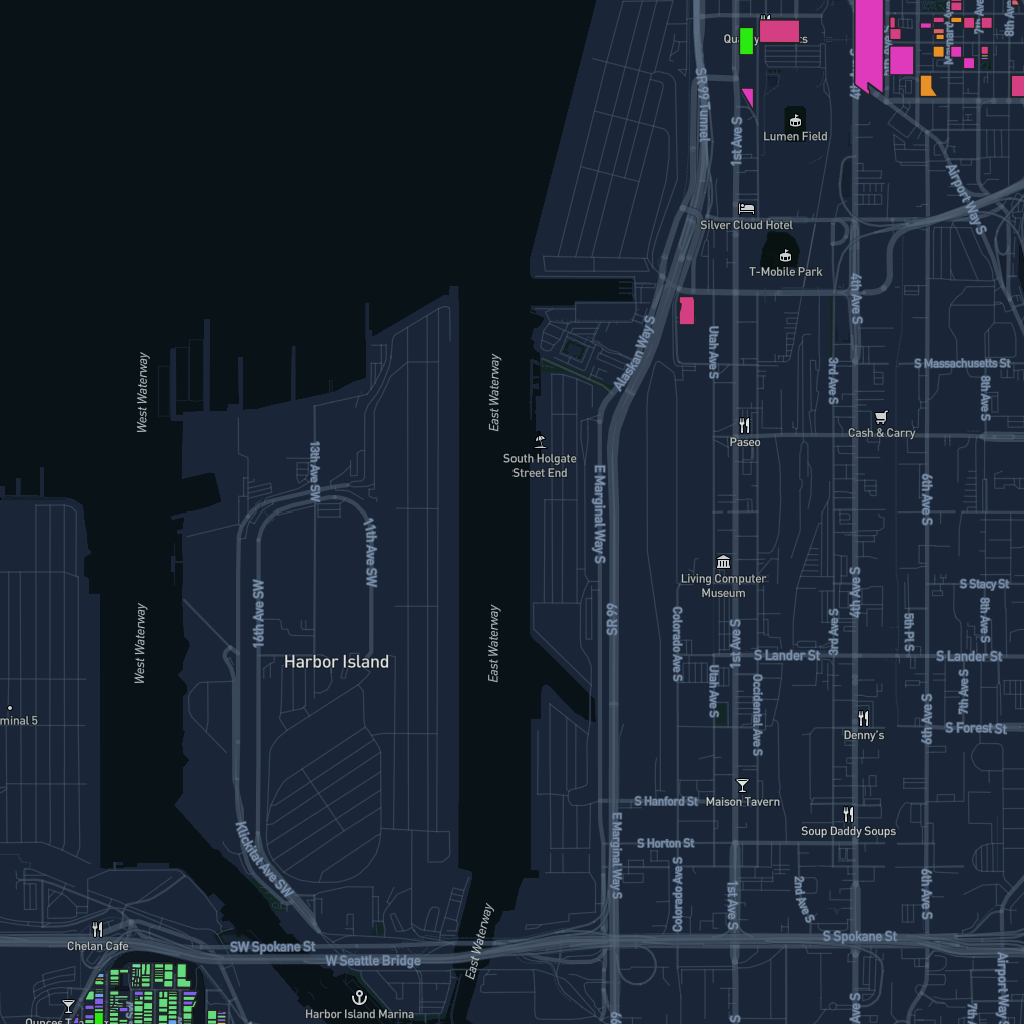 SR 99 Tunnel
1st Ave S
Lumen Field
4th
Airport Way S
8th
Silver Cloud Hotel
T-Mobile Park
4th Ave S
Alaskan Way S
Utah Ave S
3rd Ave S
S Massachusetts St
8th Ave S
West Waterway
East Waterway
Paseo
Cash & Carry
South Holgate
Street End
13th Ave SW
11th Ave SW
E Marginal Way S
6th Ave S
Living Computer
Museum
S Stacy St
16th Ave SW
4th Ave S
8th Ave S
West Waterway
East Waterway
SR 99
Colorado Ave S
1st Ave S
3rd Ave S
5th Pl S
S Lander St
S Lander St
Harbor Island
Utah Ave S
Occidental Ave S
7th Ave S
6th Ave S
minal 5
Denny's
S Forest St
S Hanford St
Maison Tavern
Soup Daddy Soups
Klickitat Ave SW
E Marginal Way S
S Horton St
Colorado Ave S
1st Ave S
2nd Ave S
6th Ave S
East Waterway
Chelan Cafe
SW Spokane St
W Seattle Bridge
S Spokane St
Airport Way S
Harbor Island Marina
Ounces T
Ave S
7th